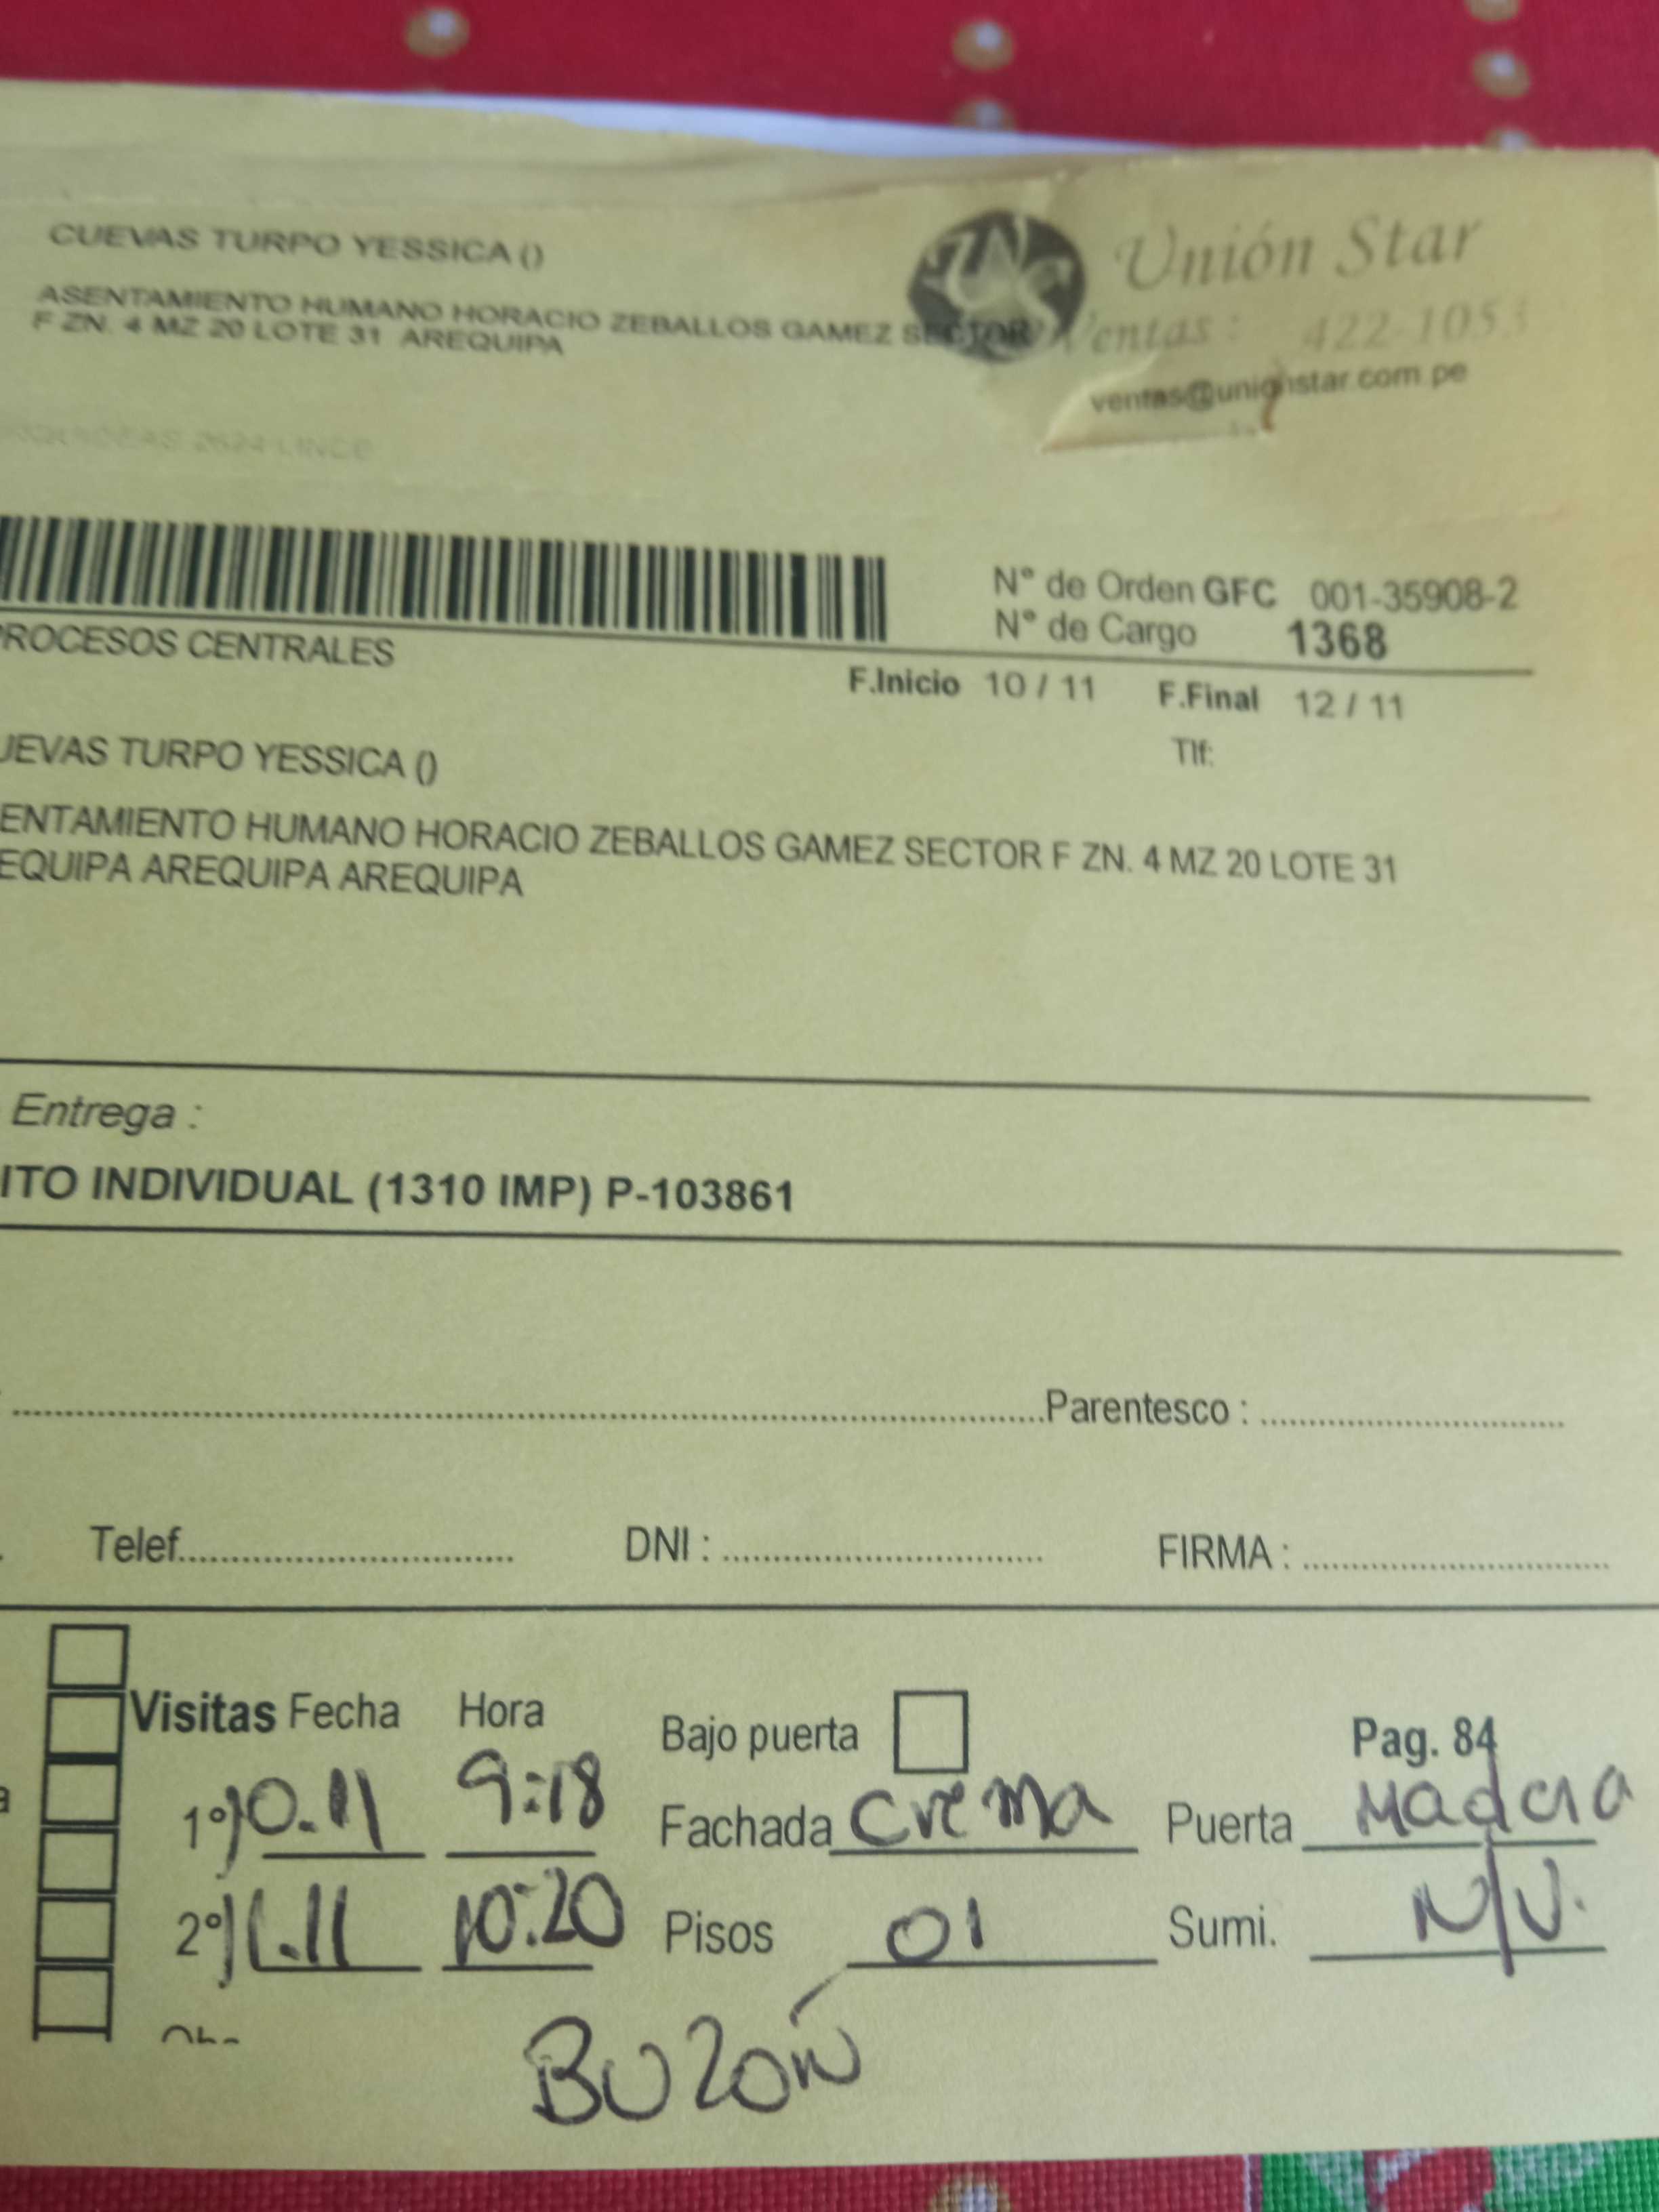 CUEVAS TURPO YESSICA ()
ASENTAMIENTO HUMANO HORACIO ZEBALLOS GAMEZ SECTOR
F ZN. 4 MZ 20 LOTE 31 AREQUIPA
Unión Star
Ventas : 422-1053
ventas@unionstar.com.pe
2624 LINCE
N° de Orden GFC 001-35908-2
N° de Cargo 1368
ROCESOS CENTRALES
F.Inicio 10 / 11 F.Final 12 / 11
UEVAS TURPO YESSICA ()
Tlf:
ENTAMIENTO HUMANO HORACIO ZEBALLOS GAMEZ SECTOR F ZN. 4 MZ 20 LOTE 31
EQUIPA AREQUIPA AREQUIPA
Entrega :
ITO INDIVIDUAL (1310 IMP) P-103861
Parentesco :
Telef. DNI : FIRMA :
Visitas Fecha Hora Bajo puerta Pag. 84
1° 10.11 9:18 Fachada Crema Puerta Madera
2° 11.11 10:20 Pisos 01 Sumi. N/V.
BUZÓN